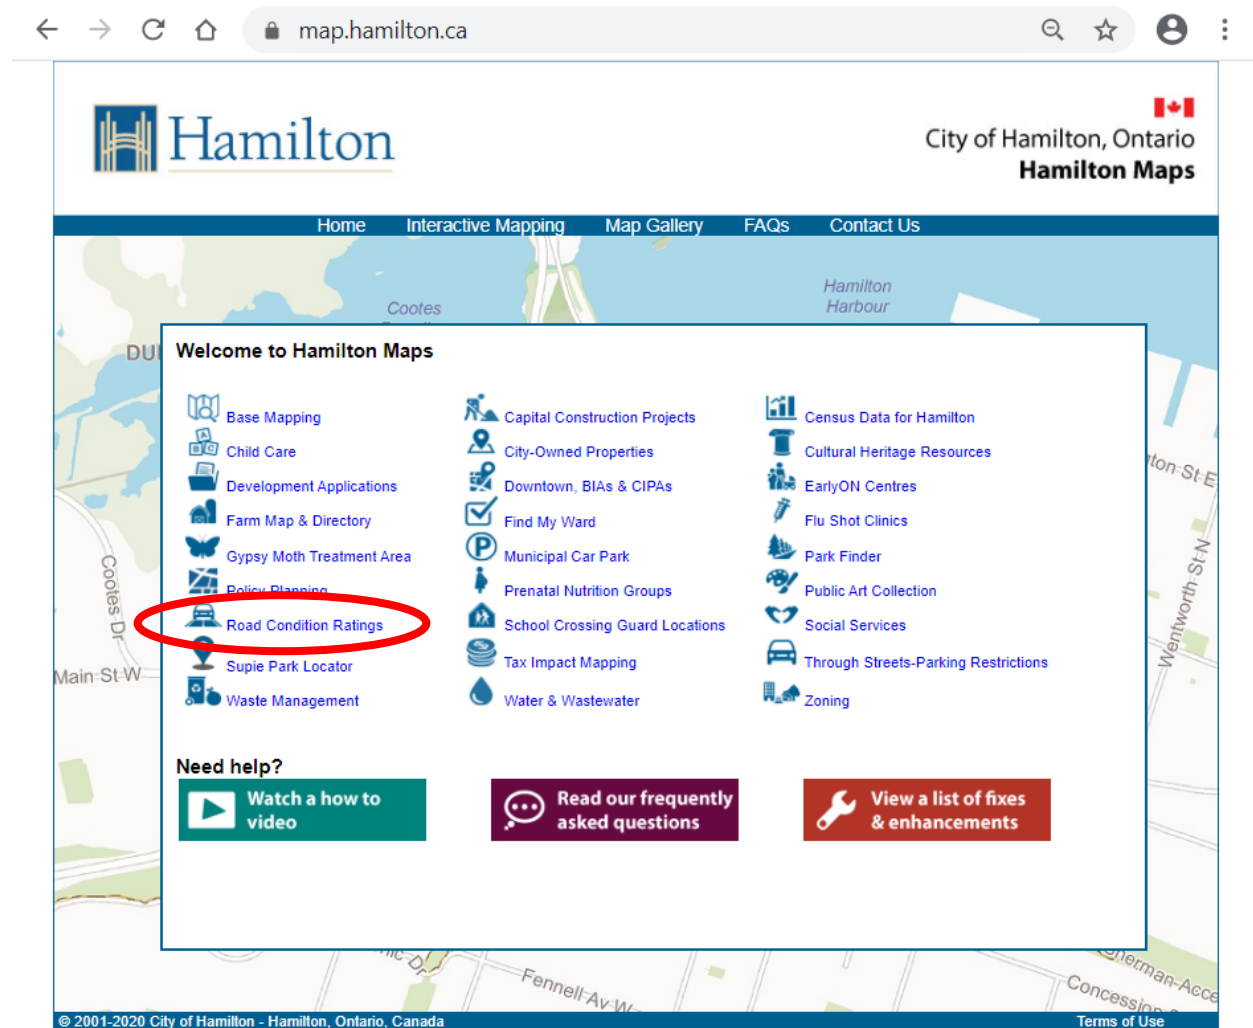 map.hamilton.ca
Hamilton
City of Hamilton, Ontario
Hamilton Maps
Home Interactive Mapping Map Gallery FAQs Contact Us
Hamilton
Harbour
Cootes
DU
Welcome to Hamilton Maps
Base Mapping Capital Construction Projects Census Data for Hamilton
Child Care City-Owned Properties Cultural Heritage Resources
Development Applications Downtown, BIAs & CIPAs EarlyON Centres
Farm Map & Directory Find My Ward Flu Shot Clinics
Gypsy Moth Treatment Area Municipal Car Park Park Finder
Policy Planning Prenatal Nutrition Groups Public Art Collection
Road Condition Ratings School Crossing Guard Locations Social Services
Supie Park Locator Tax Impact Mapping Through Streets-Parking Restrictions
Waste Management Water & Wastewater Zoning
ton St E
Cootes Dr
Wentworth St N
Main St W
Need help?
Watch a how to
video
Read our frequently
asked questions
View a list of fixes
& enhancements
Fennell Av W
Concession
© 2001-2020 City of Hamilton - Hamilton, Ontario, Canada Terms of Use